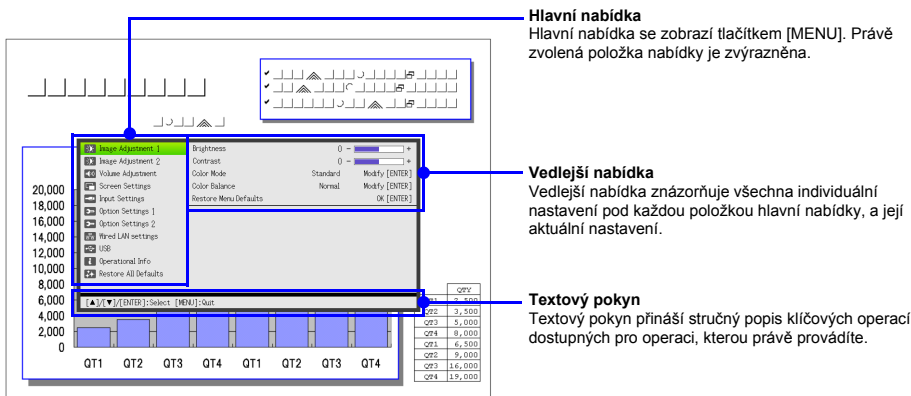 Hlavní nabídka
Hlavní nabídka se zobrazí tlačítkem [MENU]. Právě
zvolená položka nabídky je zvýrazněna.
Image Adjustment 1
Image Adjustment 2
Volume Adjustment
Screen Settings
Input Settings
Option Settings 1
Option Settings 2
Wired LAN settings
USB
Operational Info
Restore All Defaults
Brightness 0 − +
Contrast 0 − +
Color Mode Standard Modify [ENTER]
Color Balance Normal Modify [ENTER]
Restore Menu Defaults OK [ENTER]
[▲]/[▼]/[ENTER]:Select [MENU]:Quit
Vedlejší nabídka
Vedlejší nabídka znázorňuje všechna individuální
nastavení pod každou položkou hlavní nabídky, a její
aktuální nastavení.
Textový pokyn
Textový pokyn přináší stručný popis klíčových operací
dostupných pro operaci, kterou právě provádíte.
20,000
18,000
16,000
14,000
12,000
10,000
8,000
6,000
4,000
2,000
0
QT1 QT2 QT3 QT4 QT1 QT2 QT3 QT4
QTY
QT2 3,500
QT3 5,000
QT4 8,000
QT1 6,500
QT2 9,000
QT3 16,000
QT4 19,000